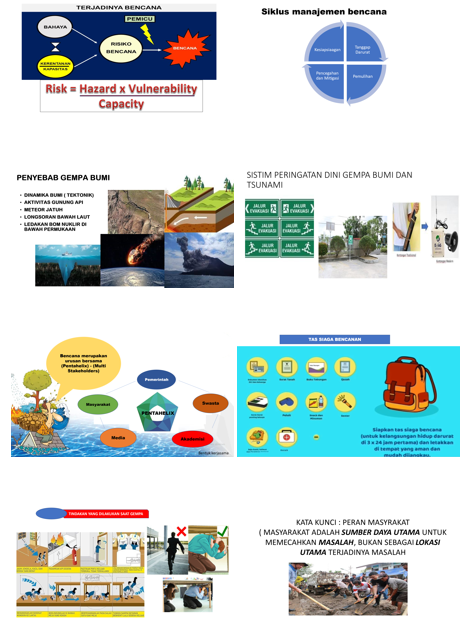 TERJADINYA BENCANA
PEMICU
BAHAYA
RISIKO
BENCANA
BENCANA
KERENTANAN
KAPASITAS
Risk = Hazard x Vulnerability
Capacity
Siklus manajemen bencana
Kesiapsiagaan
Tanggap
Darurat
Pencegahan
dan Mitigasi
Pemulihan
PENYEBAB GEMPA BUMI
• DINAMIKA BUMI ( TEKTONIK)
• AKTIVITAS GUNUNG API
• METEOR JATUH
• LONGSORAN BAWAH LAUT
• LEDAKAN BOM NUKLIR DI
BAWAH PERMUKAAN
SISTIM PERINGATAN DINI GEMPA BUMI DAN
TSUNAMI
JALUR
EVAKUASI
JALUR
EVAKUASI
JALUR
EVAKUASI
JALUR
EVAKUASI
JALUR
EVAKUASI
JALUR
EVAKUASI
Bencana merupakan
urusan bersama
(Pentahelix) - (Multi
Stakeholders)
Pemerintah
Masyarakat
Swasta
PENTAHELIX
Media
Akademisi
TAS SIAGA BENCANAN
Siapkan tas siaga bencana
(untuk kelangsungan hidup darurat
di 3 x 24 jam pertama) dan letakkan
di tempat yang aman dan
mudah dijangkau.
TINDAKAN YANG DILAKUKAN SAAT GEMPA
KATA KUNCI : PERAN MASYRAKAT
( MASYARAKAT ADALAH SUMBER DAYA UTAMA UNTUK
MEMECAHKAN MASALAH, BUKAN SEBAGAI LOKASI
UTAMA TERJADINYA MASALAH